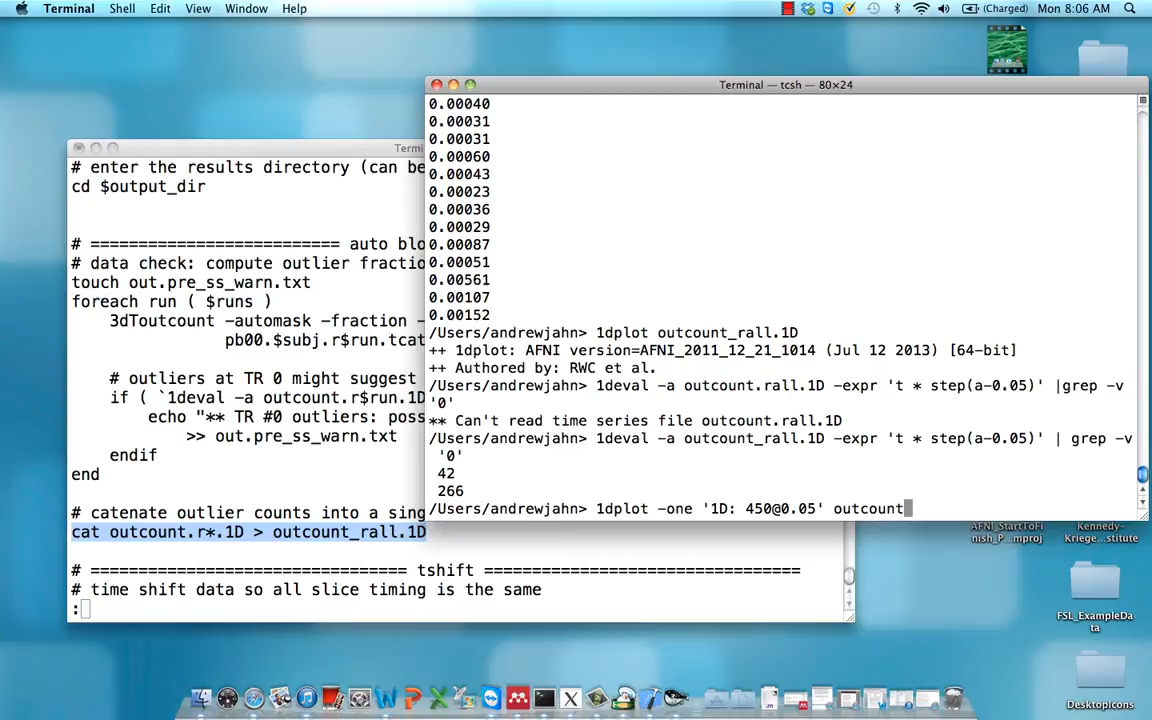 Terminal Shell Edit View Window Help (Charged) Mon 8:06 AM
Terminal — tcsh — 80×24
0.00040
0.00031
0.00031
0.00060
0.00043
0.00023
0.00036
0.00029
0.00087
0.00051
0.00561
0.00107
0.00152
/Users/andrewjahn> 1dplot outcount_rall.1D
++ 1dplot: AFNI version=AFNI_2011_12_21_1014 (Jul 12 2013) [64-bit]
++ Authored by: RWC et al.
/Users/andrewjahn> 1deval -a outcount.rall.1D -expr 't * step(a-0.05)' |grep -v
'0'
** Can't read time series file outcount.rall.1D
/Users/andrewjahn> 1deval -a outcount_rall.1D -expr 't * step(a-0.05)' | grep -v
'0'
42
266
/Users/andrewjahn> 1dplot -one '1D: 450@0.05' outcount
Termi
# enter the results directory (can be
cd $output_dir
# ========================== auto blo
# data check: compute outlier fractio
touch out.pre_ss_warn.txt
foreach run ( $runs )
3dToutcount -automask -fraction -
pb00.$subj.r$run.tcat
# outliers at TR 0 might suggest
if ( `1deval -a outcount.r$run.1D
echo "** TR #0 outliers: poss
>> out.pre_ss_warn.txt
endif
end
# catenate outlier counts into a sing
cat outcount.r*.1D > outcount_rall.1D
# ================================ tshift =================================
# time shift data so all slice timing is the same
:
AFNI_StartToFi
nish_P...mproj
Kennedy-
Kriege...stitute
FSL_ExampleDa
ta
DesktopIcons